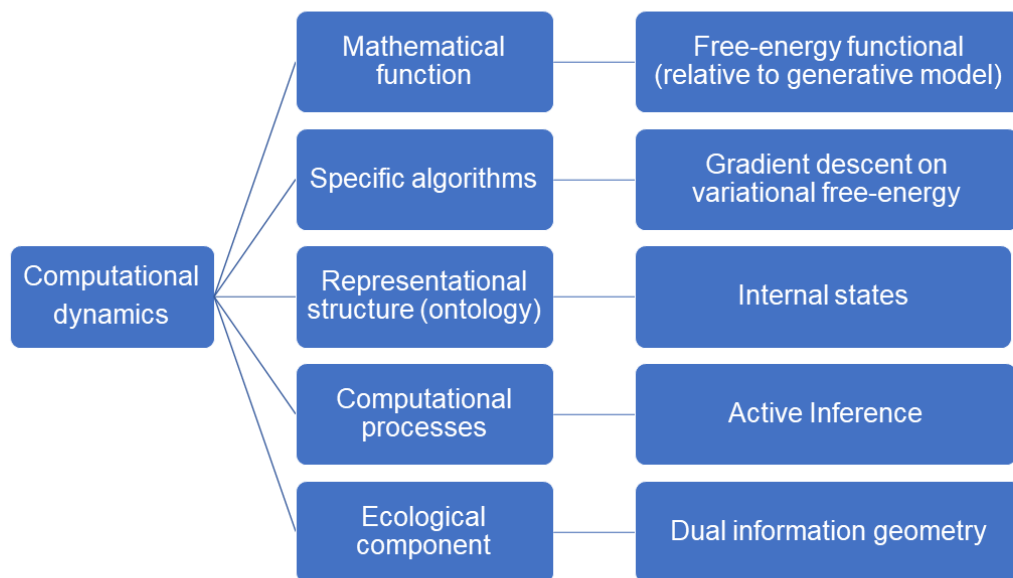 Computational
dynamics
Mathematical
function
Free-energy functional
(relative to generative model)
Specific algorithms
Gradient descent on
variational free-energy
Representational
structure (ontology)
Internal states
Computational
processes
Active Inference
Ecological
component
Dual information geometry